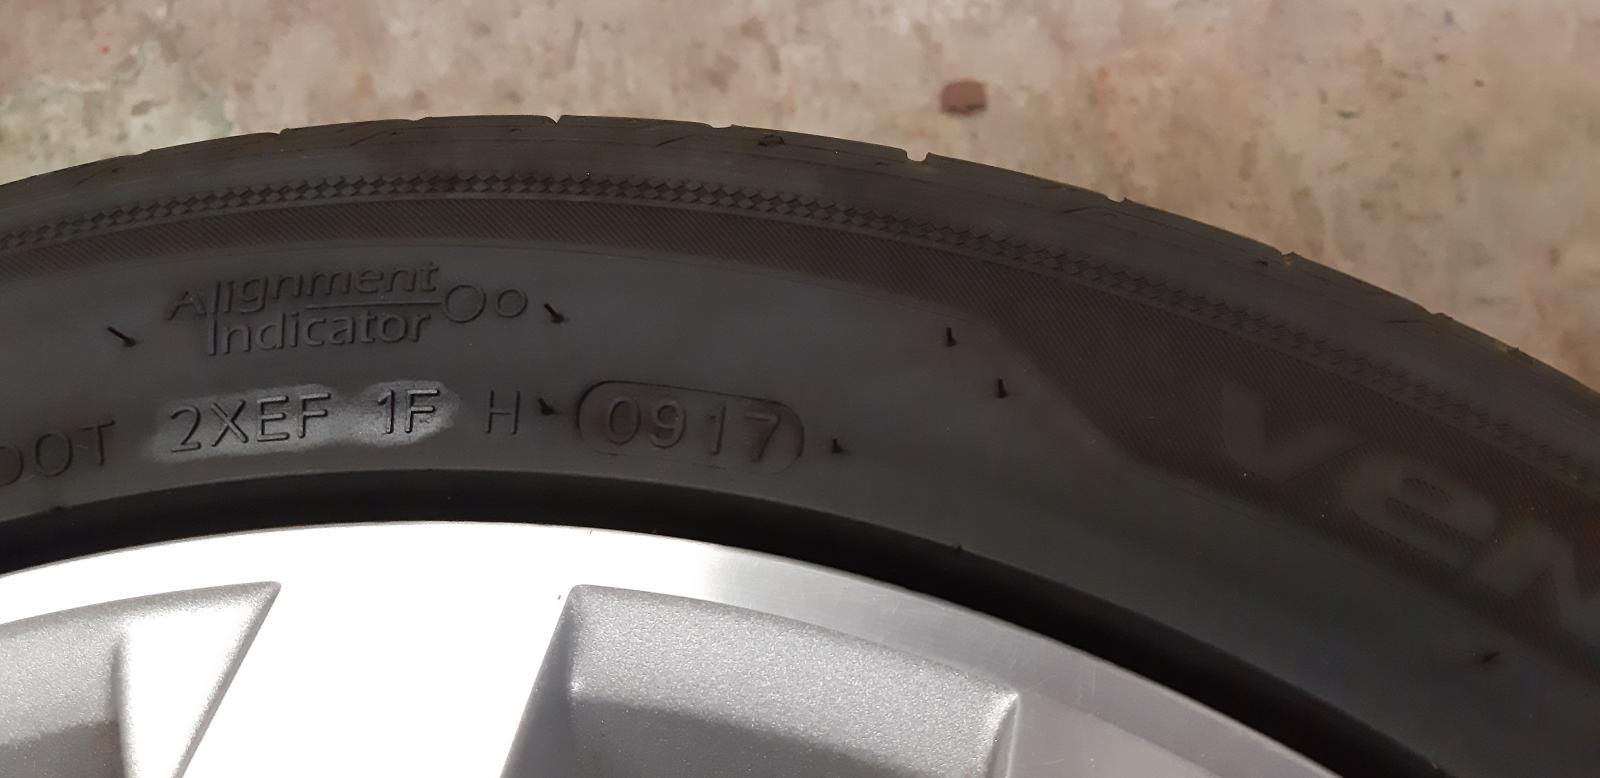 Alignment
Indicator
DOT 2XEF 1F H 0917